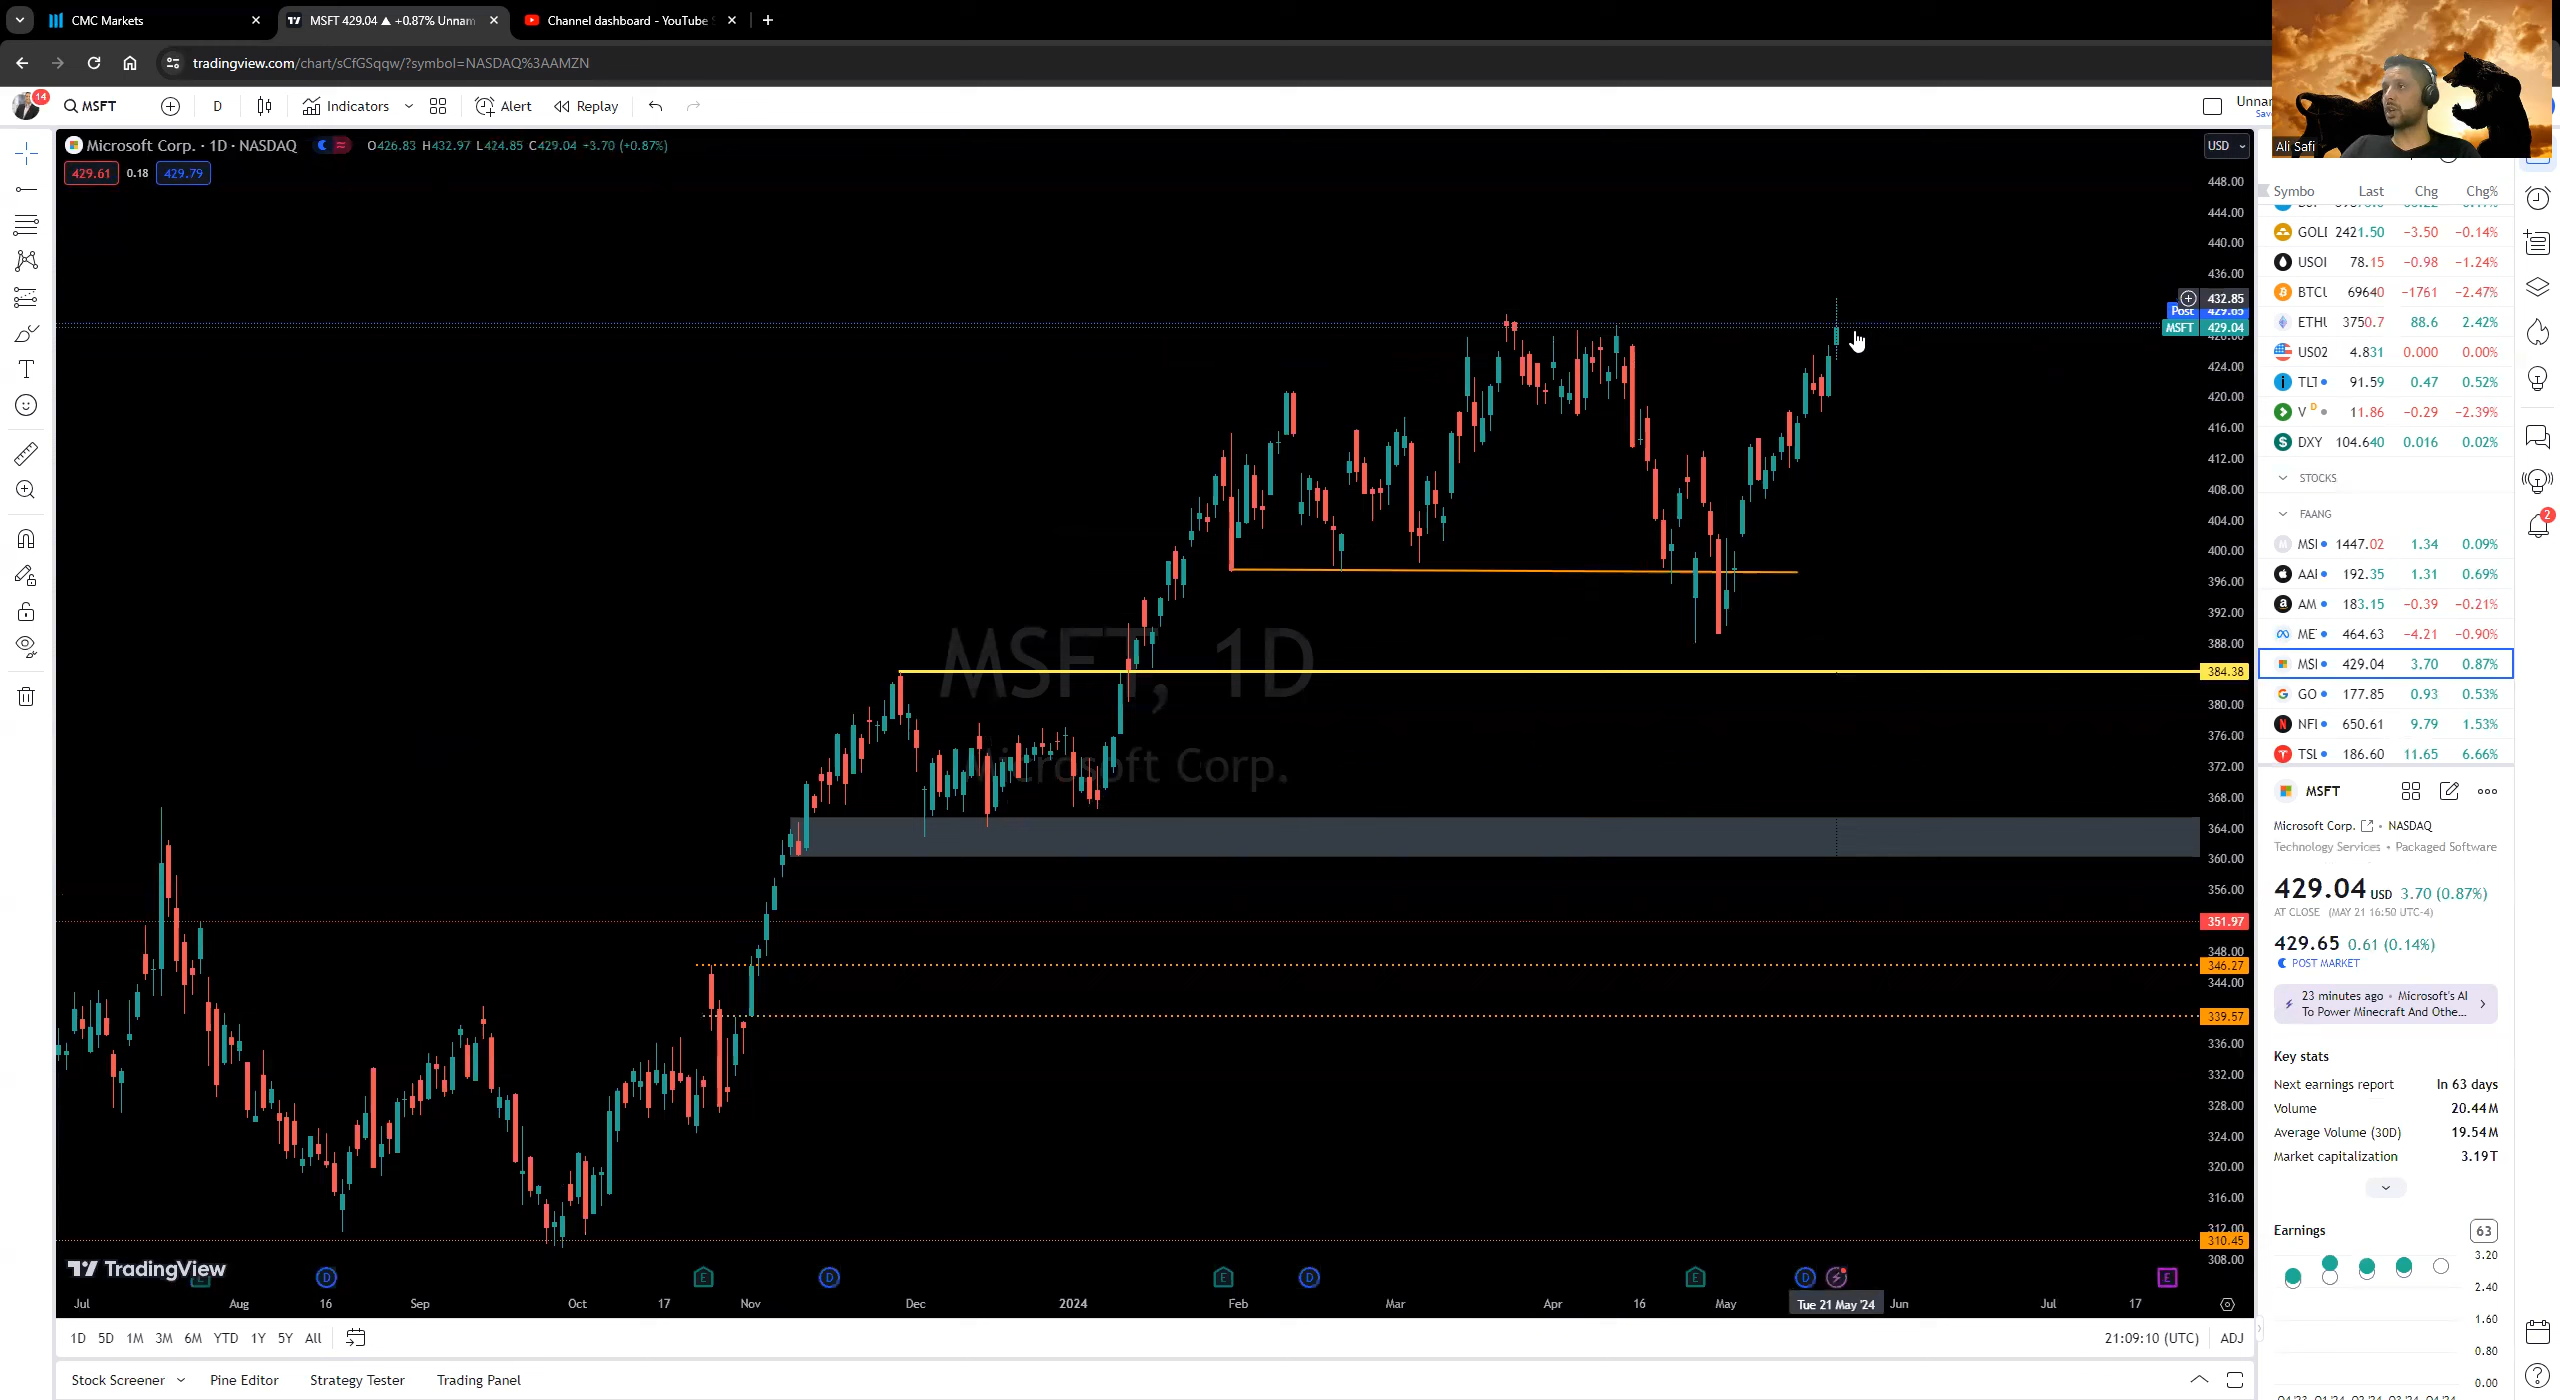 CMC Markets
MSFT 429.04 ▲ +0.87% Unnam
Channel dashboard - YouTube
tradingview.com/chart/sCfGSqqw/?symbol=NASDAQ%3AAMZN
14
MSFT
D
Indicators
Alert
Replay
Unnar
Save
Ali Safi
Microsoft Corp. · 1D · NASDAQ
O426.83 H432.97 L424.85 C429.04 +3.70 (+0.87%)
429.61
0.18
429.79
USD
448.00
444.00
440.00
436.00
432.85
Post 429.65
MSFT 429.04
424.00
420.00
416.00
412.00
408.00
404.00
400.00
396.00
392.00
388.00
384.38
380.00
376.00
372.00
368.00
364.00
360.00
356.00
351.97
348.00
346.27
344.00
339.57
336.00
332.00
328.00
324.00
320.00
316.00
312.00
310.45
308.00
MSFT, 1D
Microsoft Corp.
TradingView
E
D
E
D
E
D
E
D
E
Jul
Aug
16
Sep
Oct
17
Nov
Dec
2024
Feb
Mar
Apr
16
May
Tue 21 May '24
Jun
Jul
17
1D
5D
1M
3M
6M
YTD
1Y
5Y
All
21:09:10 (UTC)
ADJ
Stock Screener
Pine Editor
Strategy Tester
Trading Panel
Symbo Last Chg Chg%
GOLI 2421.50 −3.50 −0.14%
USOI 78.15 −0.98 −1.24%
BTCL 69640 −1761 −2.47%
ETHL 3750.7 88.6 2.42%
US02 4.831 0.000 0.00%
TLT 91.59 0.47 0.52%
V D 11.86 −0.29 −2.39%
DXY 104.640 0.016 0.02%
STOCKS
FAANG
MSI 1447.02 1.34 0.09%
AAI 192.35 1.31 0.69%
AM 183.15 −0.39 −0.21%
ME 464.63 −4.21 −0.90%
MSI 429.04 3.70 0.87%
GO 177.85 0.93 0.53%
NFI 650.61 9.79 1.53%
TSL 186.60 11.65 6.66%
MSFT
Microsoft Corp. • NASDAQ
Technology Services • Packaged Software
429.04 USD 3.70 (0.87%)
AT CLOSE (MAY 21 16:50 UTC-4)
429.65 0.61 (0.14%)
POST MARKET
23 minutes ago • Microsoft's AI
To Power Minecraft And Othe...
Key stats
Next earnings report In 63 days
Volume 20.44M
Average Volume (30D) 19.54M
Market capitalization 3.19T
Earnings 63
3.20
2.40
1.60
0.80
0.00
2